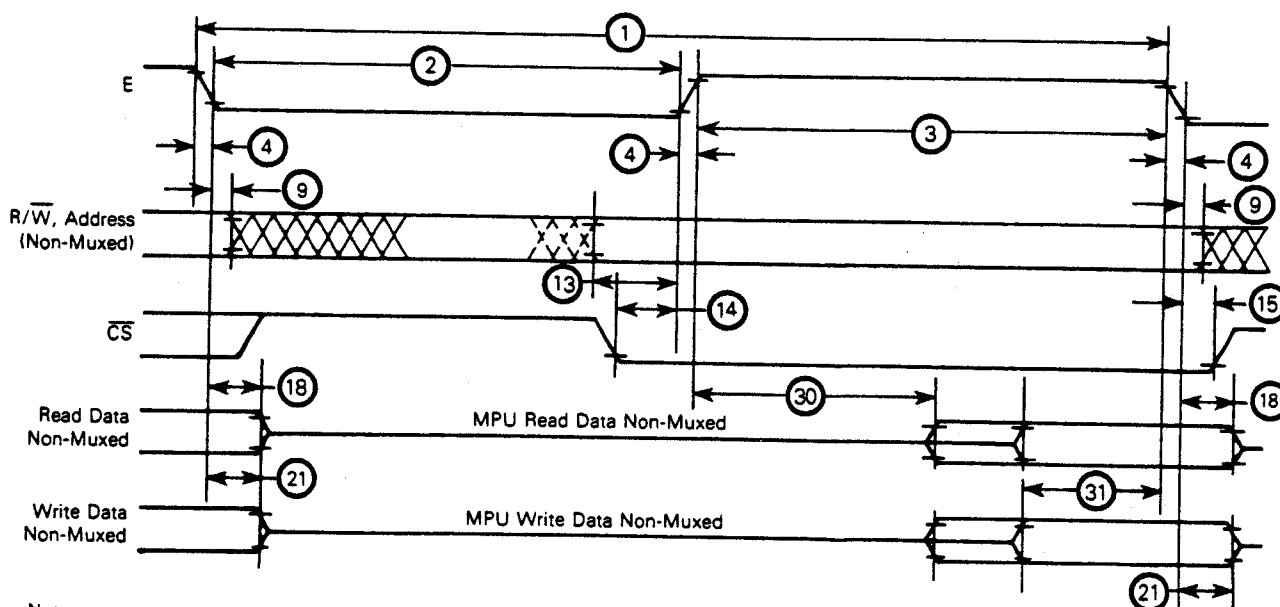 1
2
E
3
4
4
4
9
9
R/W̅, Address
(Non-Muxed)
13
14
15
C̅S̅
18
30
18
Read Data
Non-Muxed
MPU Read Data Non-Muxed
21
31
Write Data
Non-Muxed
MPU Write Data Non-Muxed
21